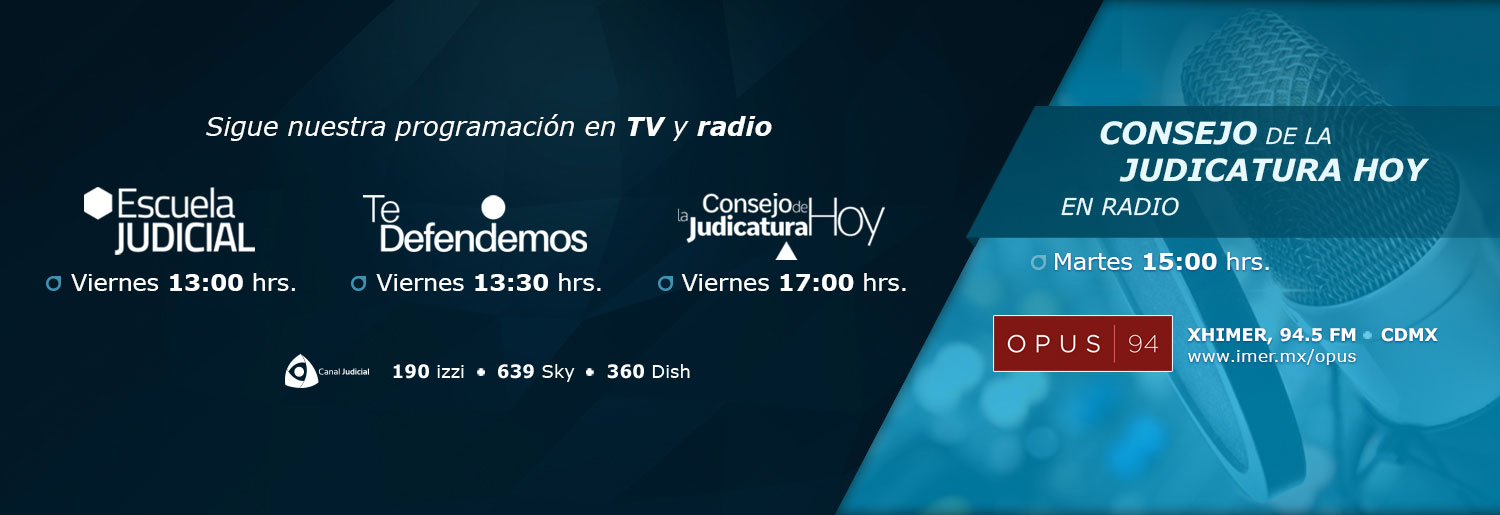 Sigue nuestra programación en TV y radio
Escuela
JUDICIAL
Viernes 13:00 hrs.
Te
Defendemos
Viernes 13:30 hrs.
Consejo de
la Judicatura Hoy
Viernes 17:00 hrs.
Canal Judicial
190 izzi • 639 Sky • 360 Dish
CONSEJO DE LA
JUDICATURA HOY
EN RADIO
Martes 15:00 hrs.
OPUS | 94
XHIMER, 94.5 FM • CDMX
www.imer.mx/opus